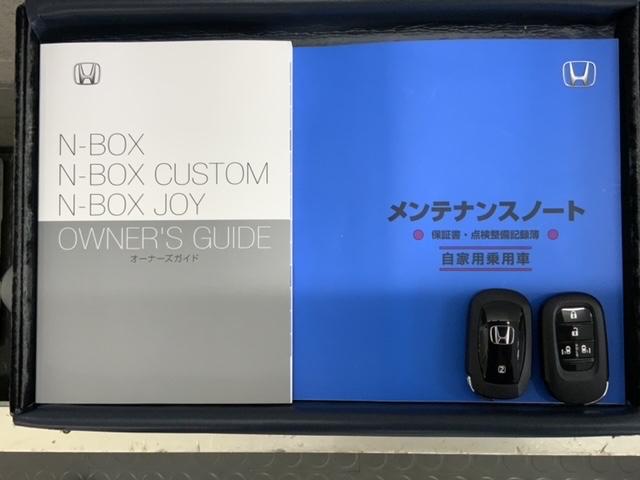 N-BOX
N-BOX CUSTOM
N-BOX JOY
OWNER'S GUIDE
オーナーズガイド
メンテナンスノート
保証書・点検整備記録簿
自家用乗用車
2